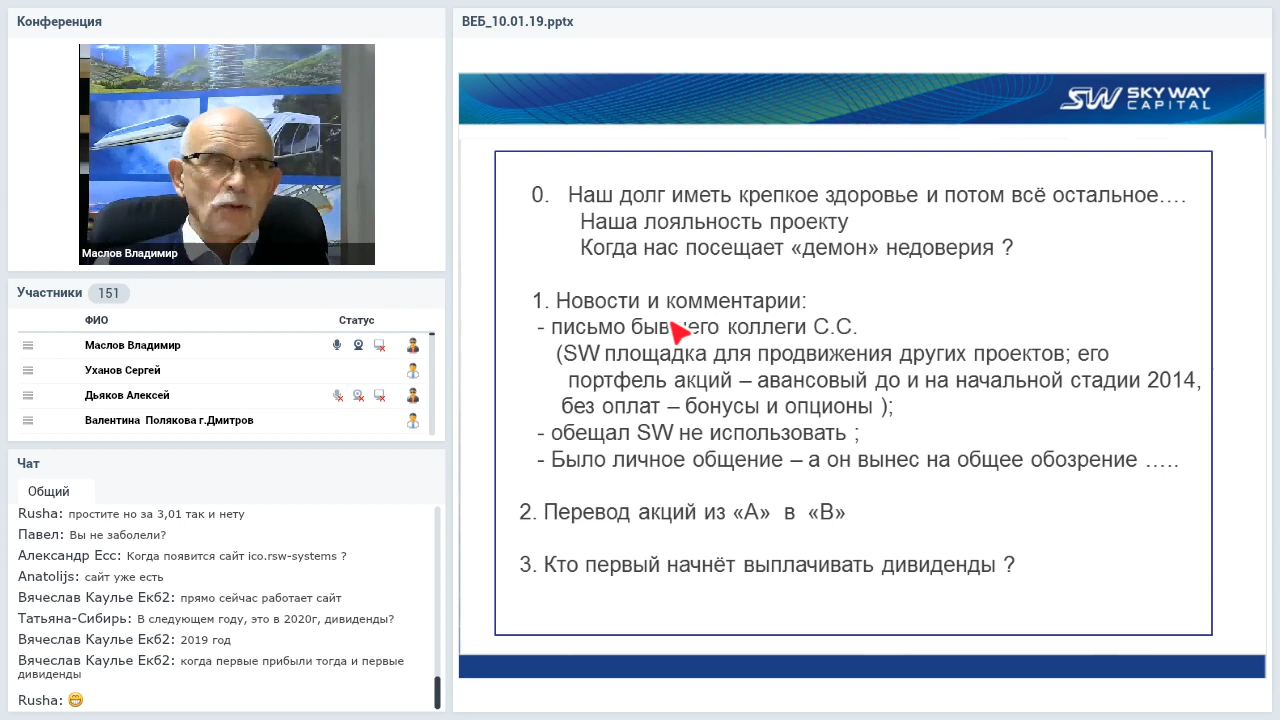 Конференция
Маслов Владимир
Участники 151
ФИО Статус
Маслов Владимир
Уханов Сергей
Дьяков Алексей
Валентина Полякова г.Дмитров
Чат
Общий
Rusha: простите но за 3,01 так и нету
Павел: Вы не заболели?
Александр Есс: Когда появится сайт ico.rsw-systems ?
Anatolijs: сайт уже есть
Вячеслав Каулье Екб2: прямо сейчас работает сайт
Татьяна-Сибирь: В следующем году, это в 2020г, дивиденды?
Вячеслав Каулье Екб2: 2019 год
Вячеслав Каулье Екб2: когда первые прибыли тогда и первые
дивиденды
Rusha:
ВЕБ_10.01.19.pptx
SW SKY WAY
CAPITAL
0. Наш долг иметь крепкое здоровье и потом всё остальное….
Наша лояльность проекту
Когда нас посещает «демон» недоверия ?
1. Новости и комментарии:
- письмо бывшего коллеги С.С.
(SW площадка для продвижения других проектов; его
портфель акций – авансовый до и на начальной стадии 2014,
без оплат – бонусы и опционы );
- обещал SW не использовать ;
- Было личное общение – а он вынес на общее обозрение …..
2. Перевод акций из «А» в «В»
3. Кто первый начнёт выплачивать дивиденды ?